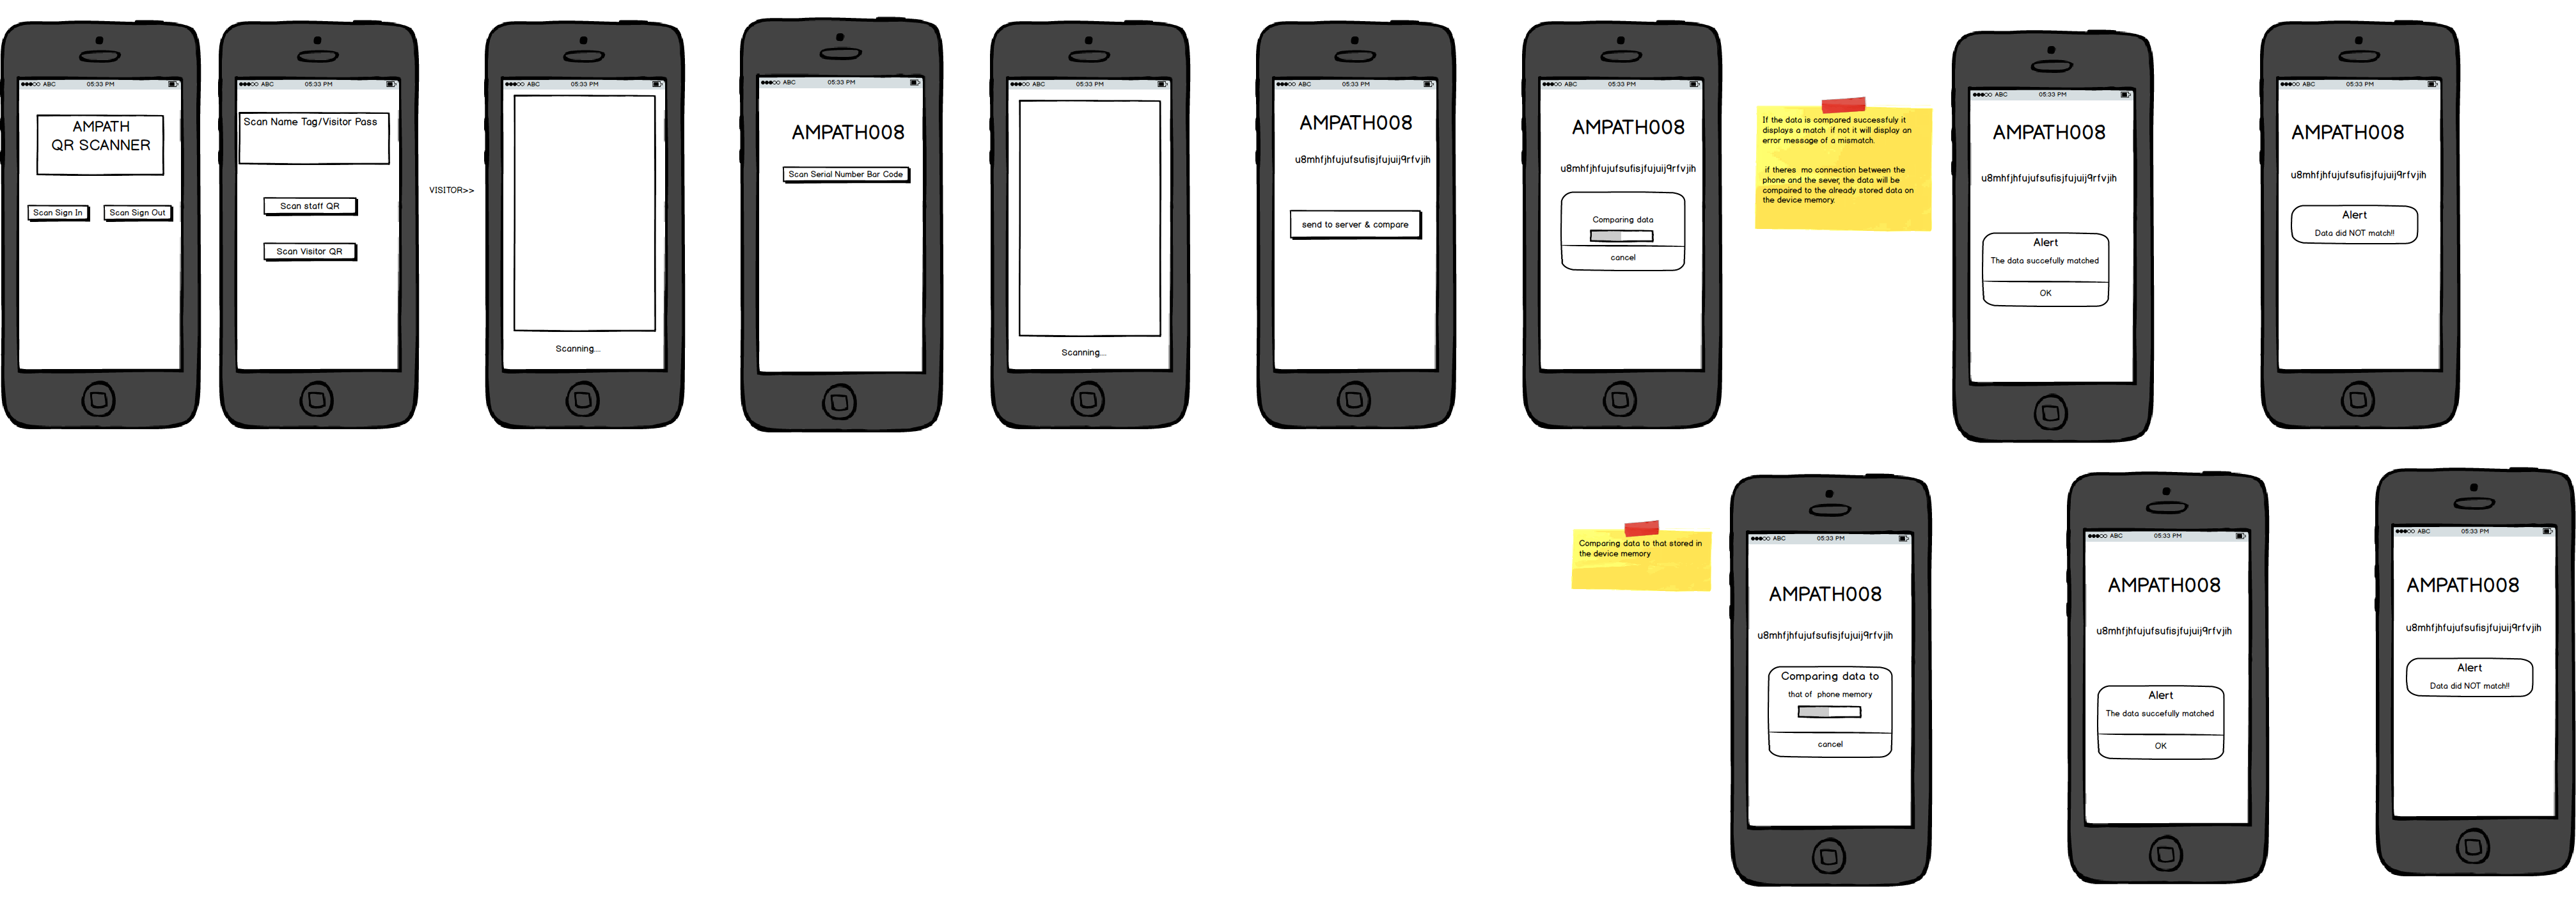 ABC 05:33 PM
AMPATH
QR SCANNER
Scan Sign In
Scan Sign Out
ABC 05:33 PM
Scan Name Tag/Visitor Pass
Scan staff QR
Scan Visitor QR
VISITOR>>
ABC 05:33 PM
Scanning...
ABC 05:33 PM
AMPATH008
Scan Serial Number Bar Code
ABC 05:33 PM
Scanning...
ABC 05:33 PM
AMPATH008
u8mhfjhfujufsufisjfujuij9rfvjih
send to server & compare
ABC 05:33 PM
AMPATH008
u8mhfjhfujufsufisjfujuij9rfvjih
Comparing data
cancel
If the data is compared successfuly it
displays a match if not it will display an
error message of a mismatch.
if theres mo connection between the
phone and the sever, the data will be
compaired to the already stored data on
the device memory.
ABC 05:33 PM
AMPATH008
u8mhfjhfujufsufisjfujuij9rfvjih
Alert
The data succefully matched
OK
ABC 05:33 PM
AMPATH008
u8mhfjhfujufsufisjfujuij9rfvjih
Alert
Data did NOT match!!
Comparing data to that stored in
the device memory
ABC 05:33 PM
AMPATH008
u8mhfjhfujufsufisjfujuij9rfvjih
Comparing data to
that of phone memory
cancel
ABC 05:33 PM
AMPATH008
u8mhfjhfujufsufisjfujuij9rfvjih
Alert
The data succefully matched
OK
ABC 05:33 PM
AMPATH008
u8mhfjhfujufsufisjfujuij9rfvjih
Alert
Data did NOT match!!